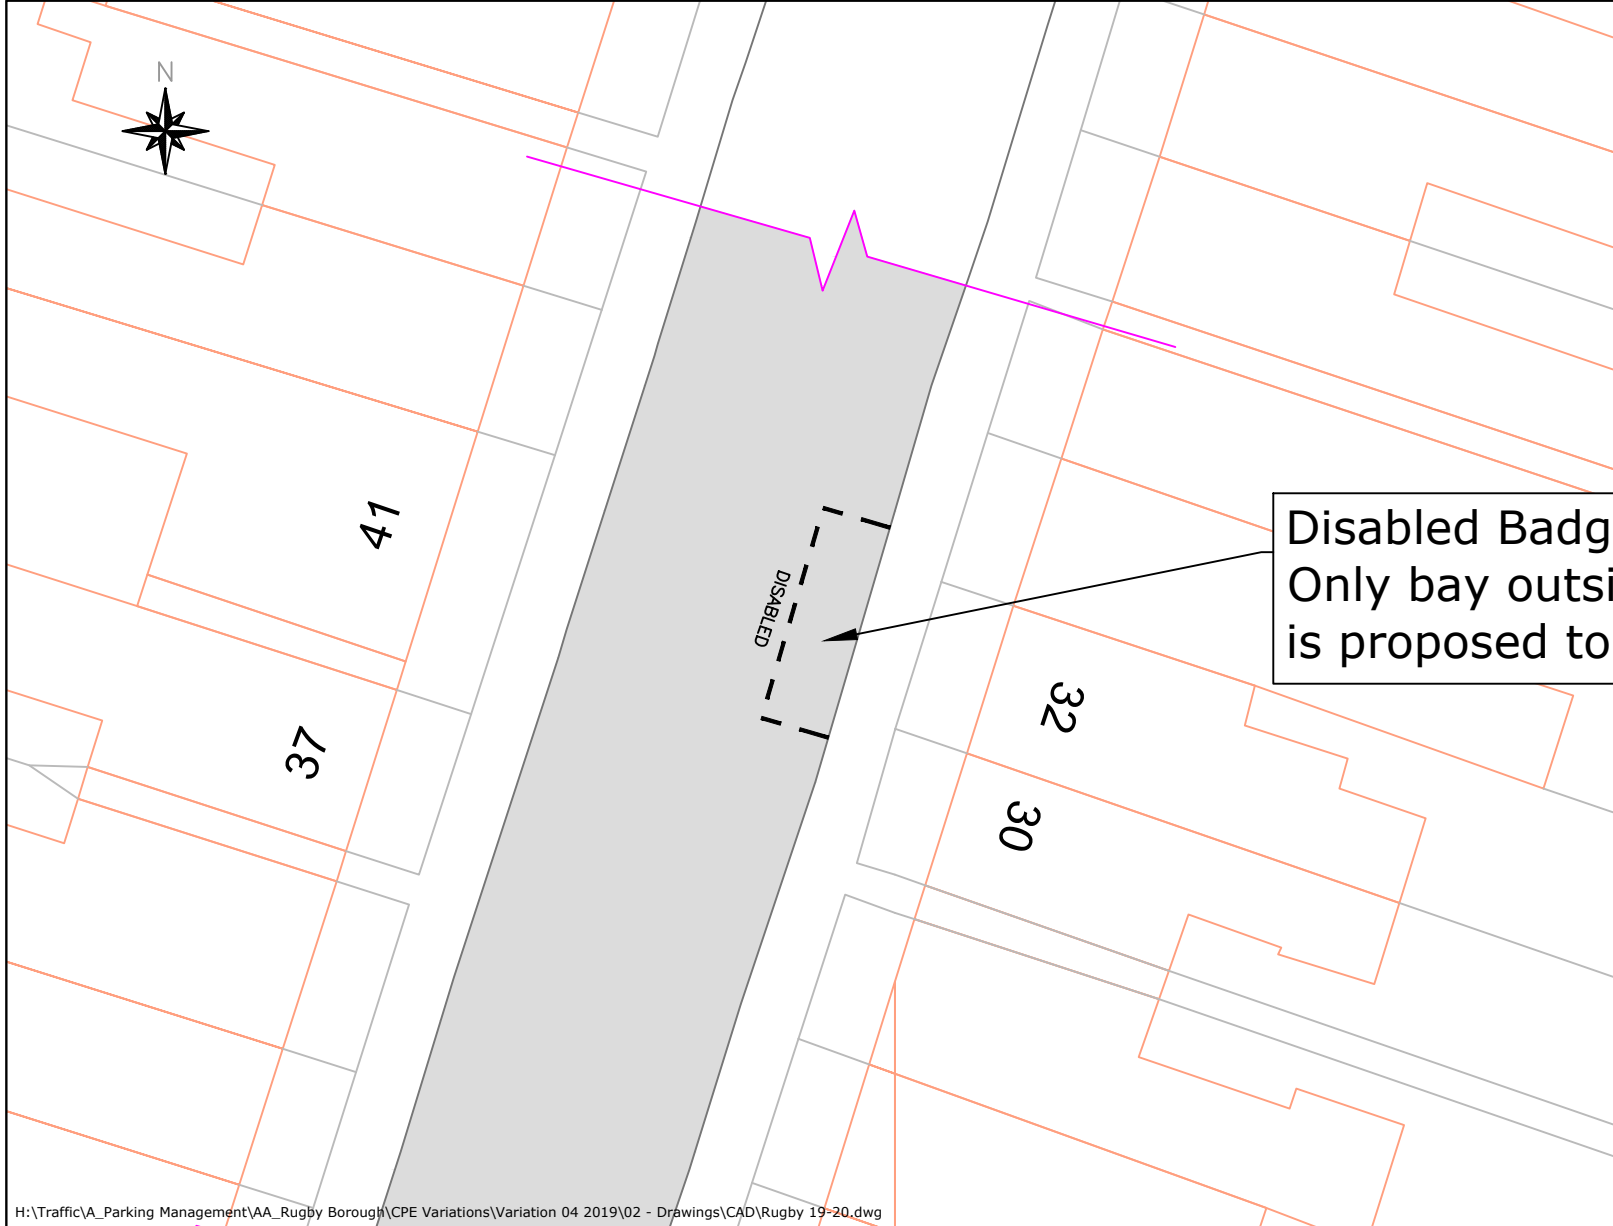 N
Disabled Badg
Only bay outsi
is proposed to
41
DISABLED
32
37
30
H:\Traffic\A_Parking Management\AA_Rugby Borough\CPE Variations\Variation 04 2019\02 - Drawings\CAD\Rugby 19-20.dwg